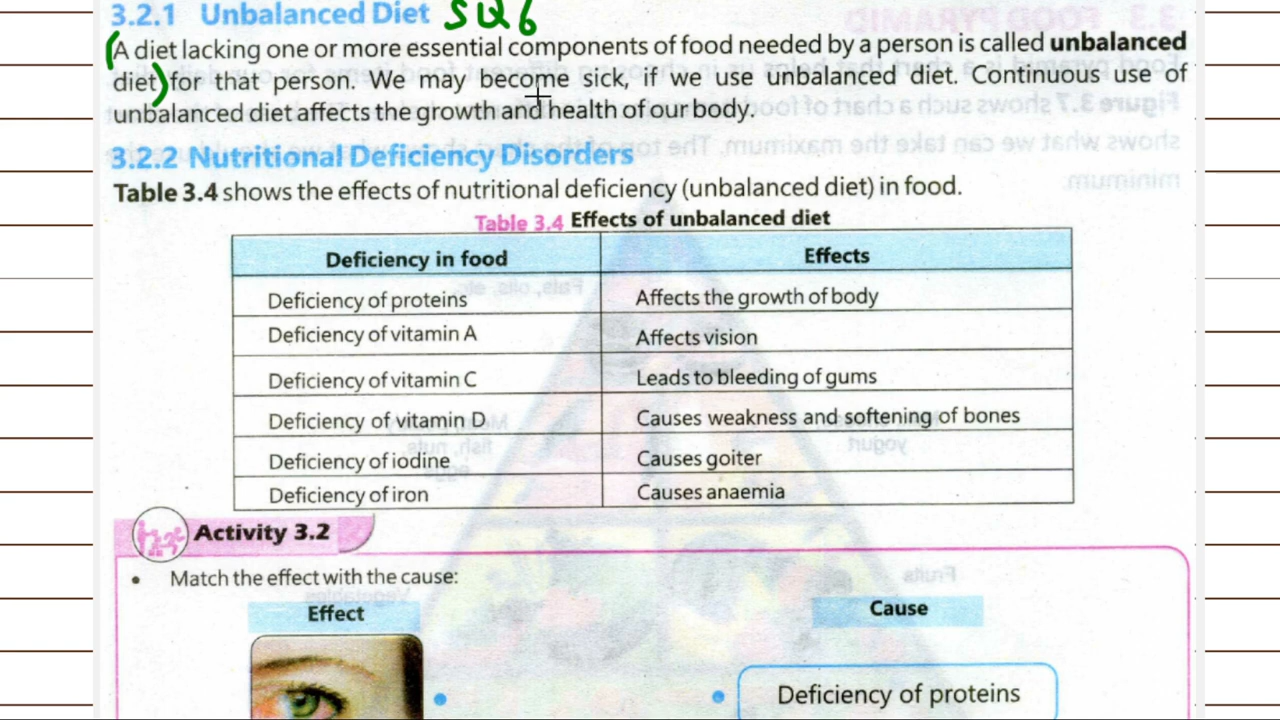 3.2.1 Unbalanced Diet SQ6
(A diet lacking one or more essential components of food needed by a person is called unbalanced
diet) for that person. We may become sick, if we use unbalanced diet. Continuous use of
unbalanced diet affects the growth and health of our body.
3.2.2 Nutritional Deficiency Disorders
Table 3.4 shows the effects of nutritional deficiency (unbalanced diet) in food.
Table 3.4 Effects of unbalanced diet
Deficiency in food Effects
Deficiency of proteins Affects the growth of body
Deficiency of vitamin A Affects vision
Deficiency of vitamin C Leads to bleeding of gums
Deficiency of vitamin D Causes weakness and softening of bones
Deficiency of iodine Causes goiter
Deficiency of iron Causes anaemia
Activity 3.2
• Match the effect with the cause:
Effect Cause
Deficiency of proteins